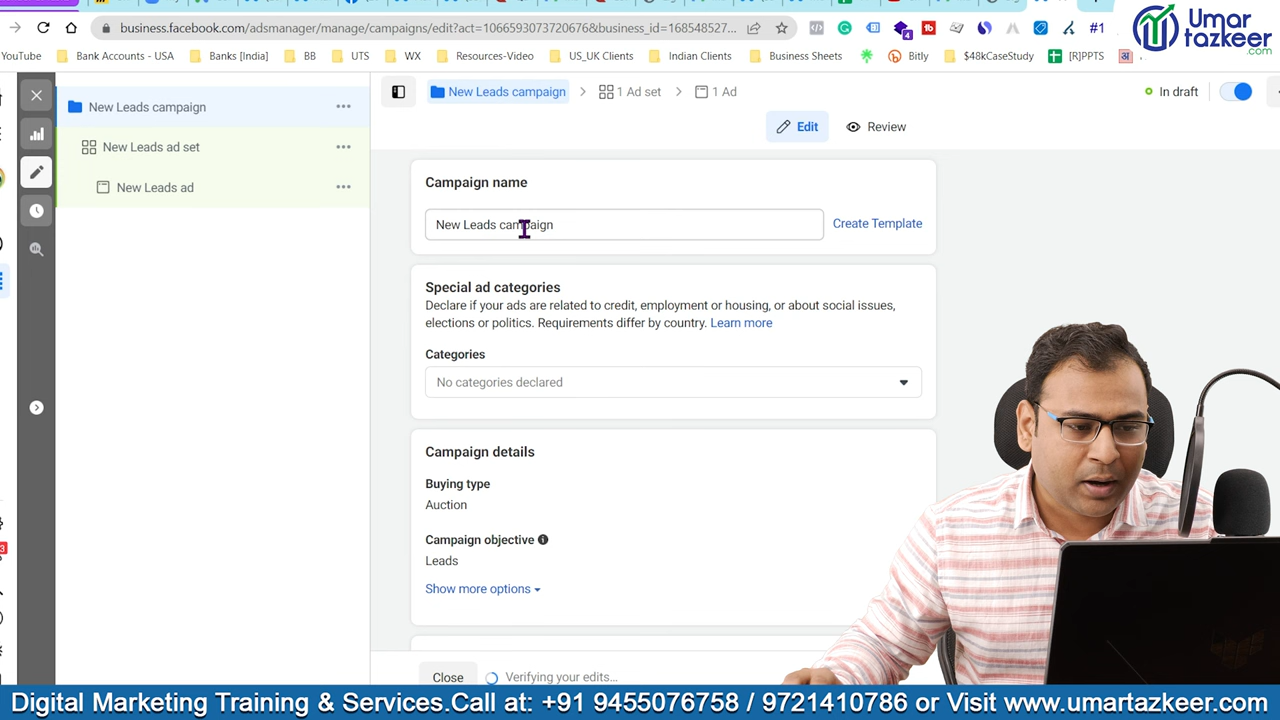 business.facebook.com/adsmanager/manage/campaigns/
Umar
tazkeer
.com
#1
4
YouTube
Bank Accounts - USA
Banks [India]
BB
UTS
WX
Resources-Video
US_UK Clients
Indian Clients
Business Sheets
Bitly
$48kCaseStudy
[R]PPTS
New Leads campaign
New Leads ad set
New Leads ad
New Leads campaign
1 Ad set
1 Ad
In draft
Edit
Review
Campaign name
New Leads campaign
Create Template
Special ad categories
Declare if your ads are related to credit, employment or housing, or about social issues,
elections or politics. Requirements differ by country. Learn more
Categories
No categories declared
Campaign details
Buying type
Auction
Campaign objective
Leads
Show more options
Close
Verifying your edits...
Digital Marketing Training & Services.Call at: +91 9455076758 / 9721410786 or Visit www.umartazkeer.com